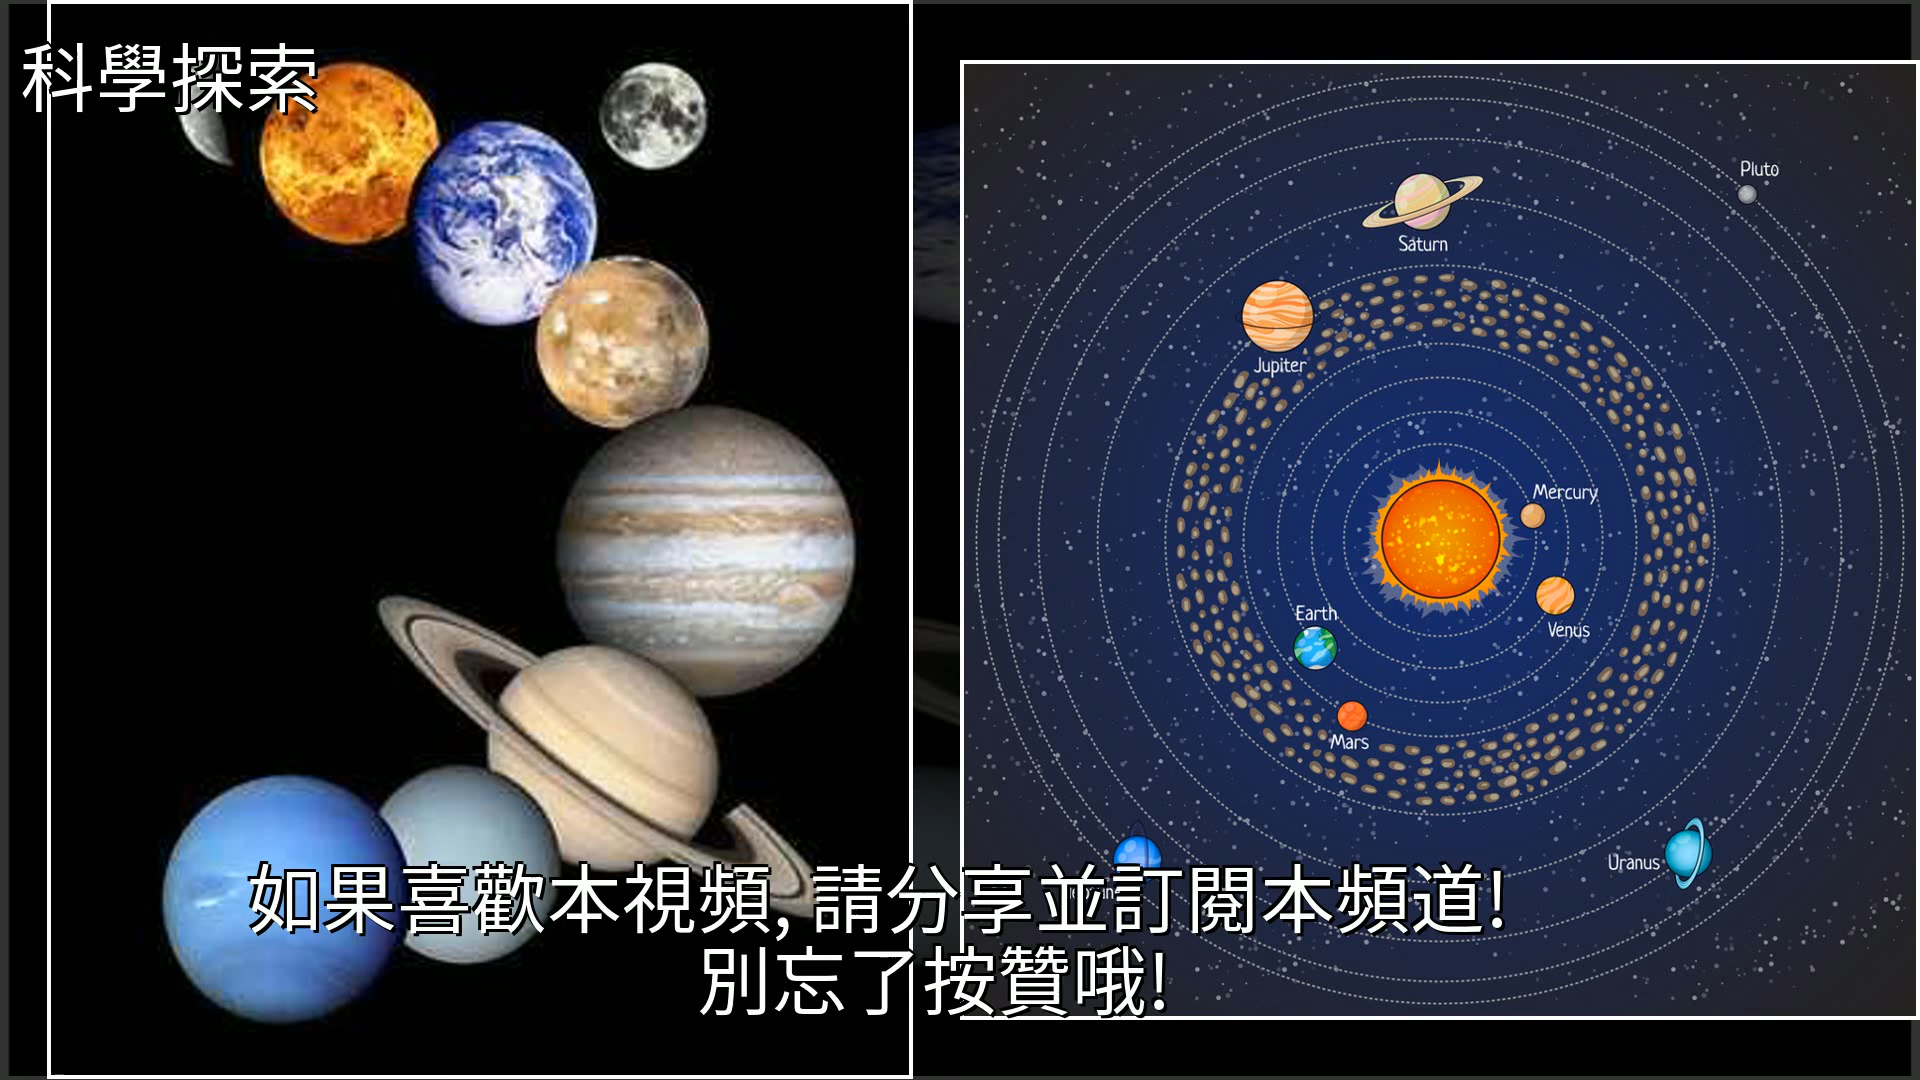 科學探索
Pluto
Saturn
Jupiter
Mercury
Earth
Venus
Mars
Uranus
如果喜歡本視頻, 請分享並訂閱本頻道!
別忘了按贊哦!